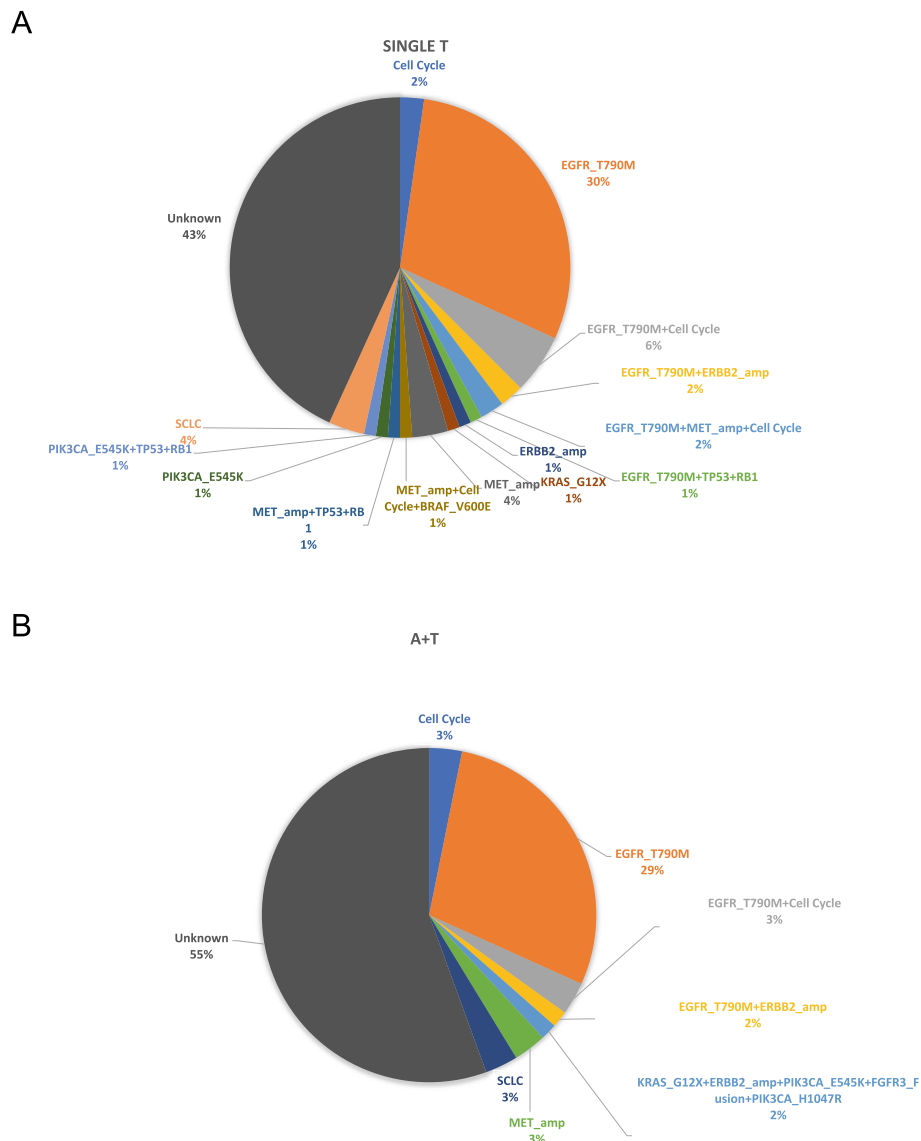 A
SINGLE T
Cell Cycle
2%
EGFR_T790M
30%
Unknown
43%
EGFR_T790M+Cell Cycle
6%
EGFR_T790M+ERBB2_amp
2%
EGFR_T790M+MET_amp+Cell Cycle
2%
SCLC
4%
PIK3CA_E545K+TP53+RB1
1%
ERBB2_amp
1%
EGFR_T790M+TP53+RB1
1%
PIK3CA_E545K
1%
KRAS_G12X
1%
MET_amp
4%
MET_amp+Cell
Cycle+BRAF_V600E
1%
MET_amp+TP53+RB
1
1%
B
A+T
Cell Cycle
3%
EGFR_T790M
29%
EGFR_T790M+Cell Cycle
3%
Unknown
55%
EGFR_T790M+ERBB2_amp
2%
KRAS_G12X+ERBB2_amp+PIK3CA_E545K+FGFR3_F
usion+PIK3CA_H1047R
2%
SCLC
3%
MET_amp
3%